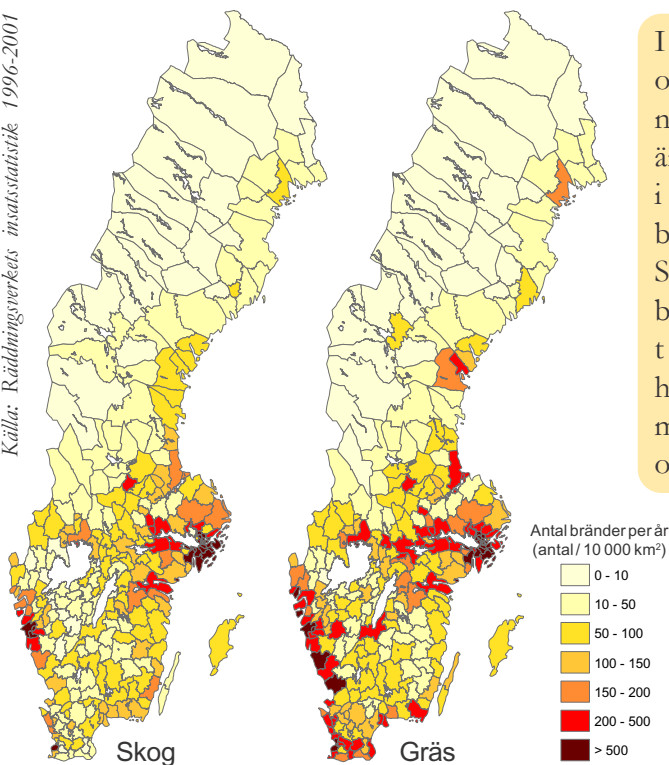 Källa: Räddningsverkets insatsstatistik 1996-2001
I
o
n
ä
i
b
S
b
t
h
m
o
Antal bränder per år
(antal / 10 000 km²)
0 - 10
10 - 50
50 - 100
100 - 150
150 - 200
200 - 500
> 500
Skog
Gräs